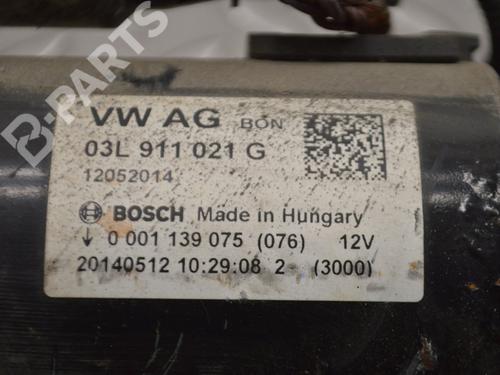 B-PARTS
VW AG BON
03L 911 021 G
12052014
BOSCH Made in Hungary
↓ 0 001 139 075 (076) 12V
20140512 10:29:08 2 (3000)
B-PARTS